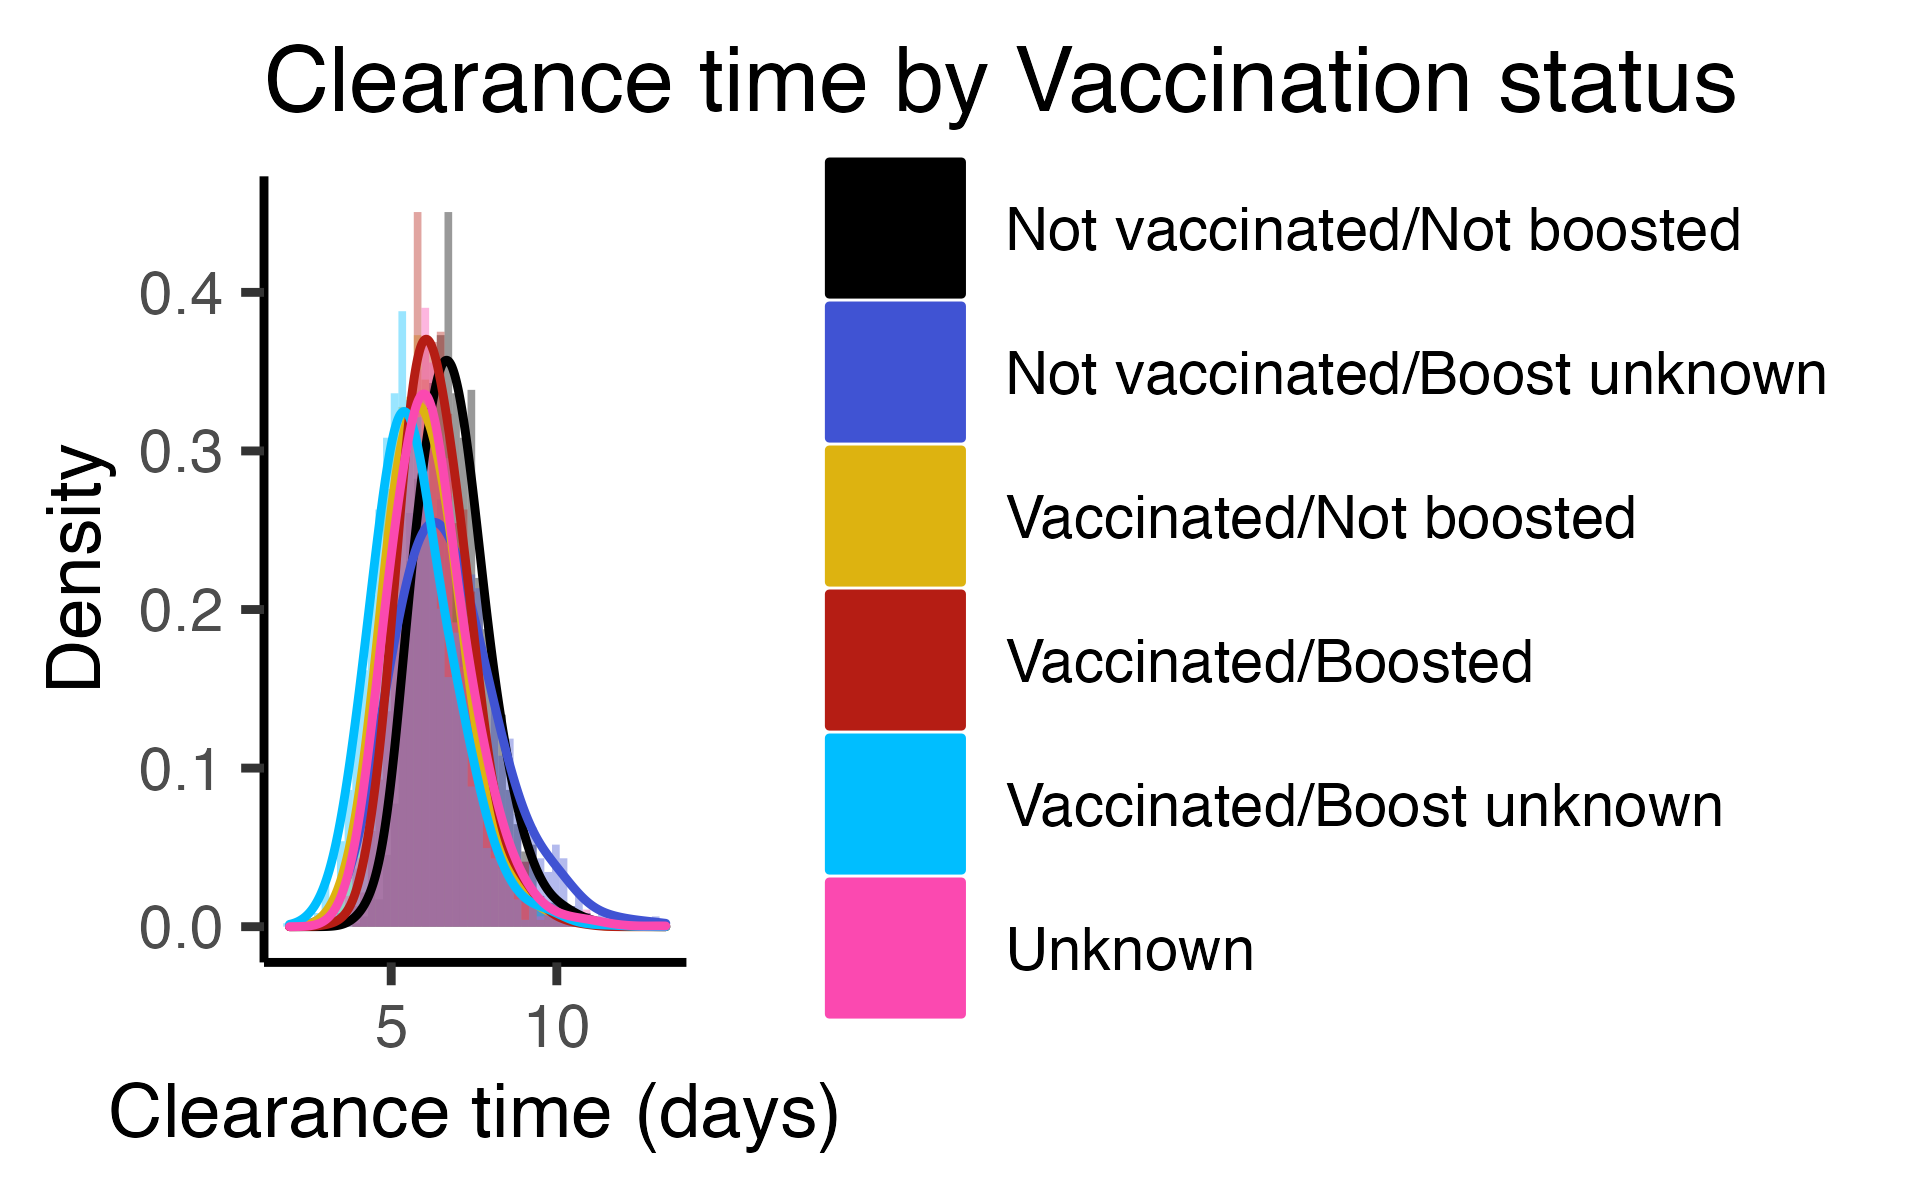 Clearance time by Vaccination status
Density
0.4
0.3
0.2
0.1
0.0
5 10
Clearance time (days)
Not vaccinated/Not boosted
Not vaccinated/Boost unknown
Vaccinated/Not boosted
Vaccinated/Boosted
Vaccinated/Boost unknown
Unknown